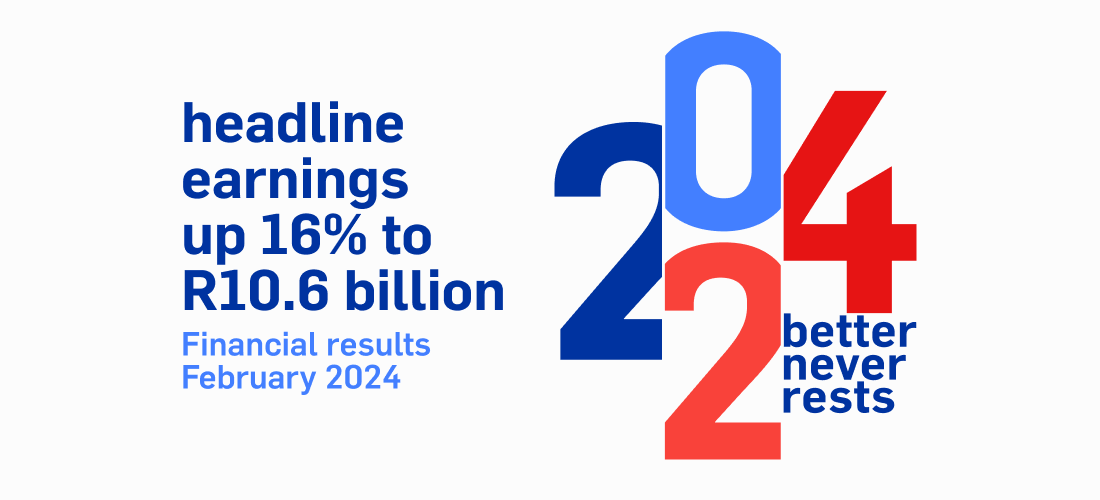 headline
earnings
up 16% to
R10.6 billion
Financial results
February 2024
2024
better
never
rests